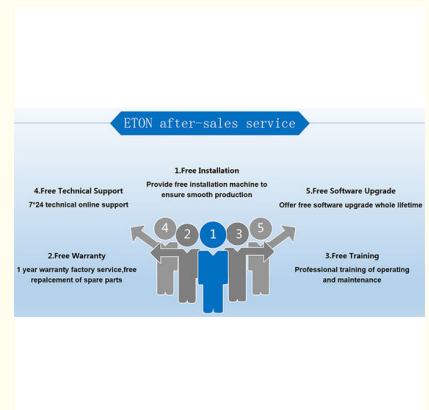 ETON after-sales service
1.Free Installation
Provide free installation machine to
ensure smooth production
4.Free Technical Support
7*24 technical online support
5.Free Software Upgrade
Offer free software upgrade whole lifetime
4
2
1
3
5
2.Free Warranty
1 year warranty factory service,free
repalcement of spare parts
3.Free Training
Professional training of operating
and maintenance